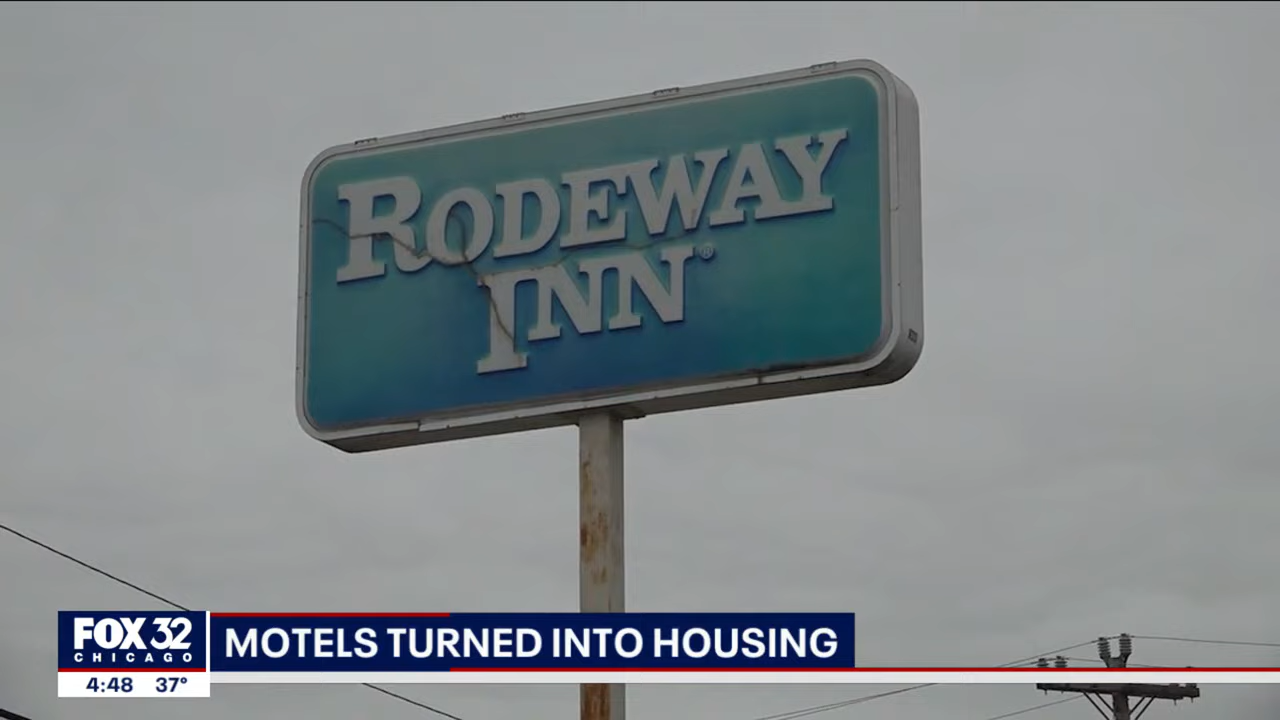 RODEWAY
INN®
FOX 32
CHICAGO
MOTELS TURNED INTO HOUSING
4:48 37°